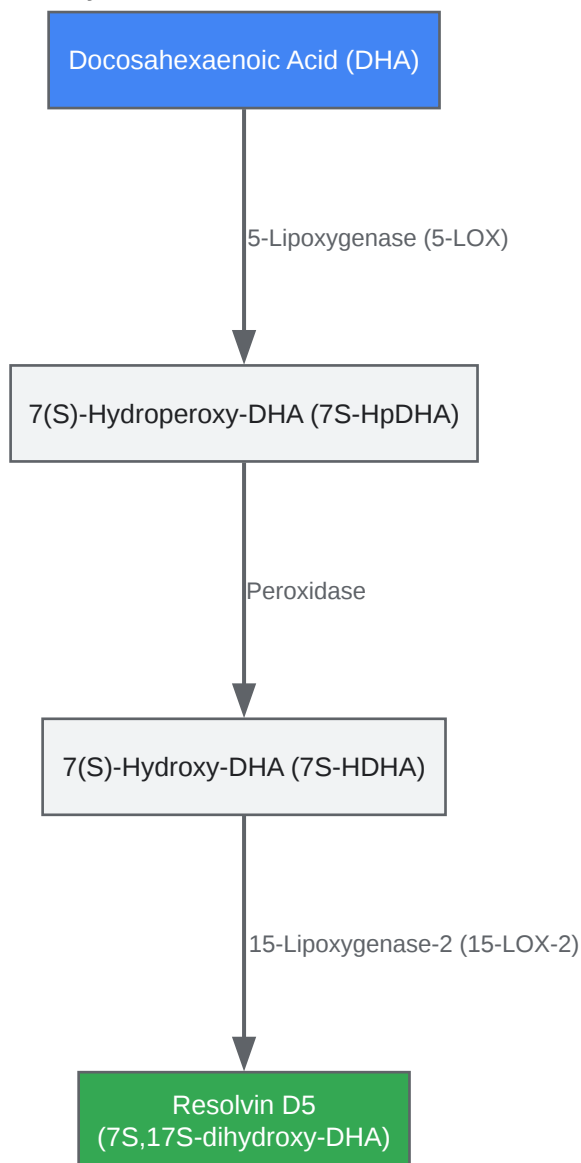 Docosahexaenoic Acid (DHA)
5-Lipoxygenase (5-LOX)
7(S)-Hydroperoxy-DHA (7S-HpDHA)
Peroxidase
7(S)-Hydroxy-DHA (7S-HDHA)
15-Lipoxygenase-2 (15-LOX-2)
Resolvin D5
(7S,17S-dihydroxy-DHA)